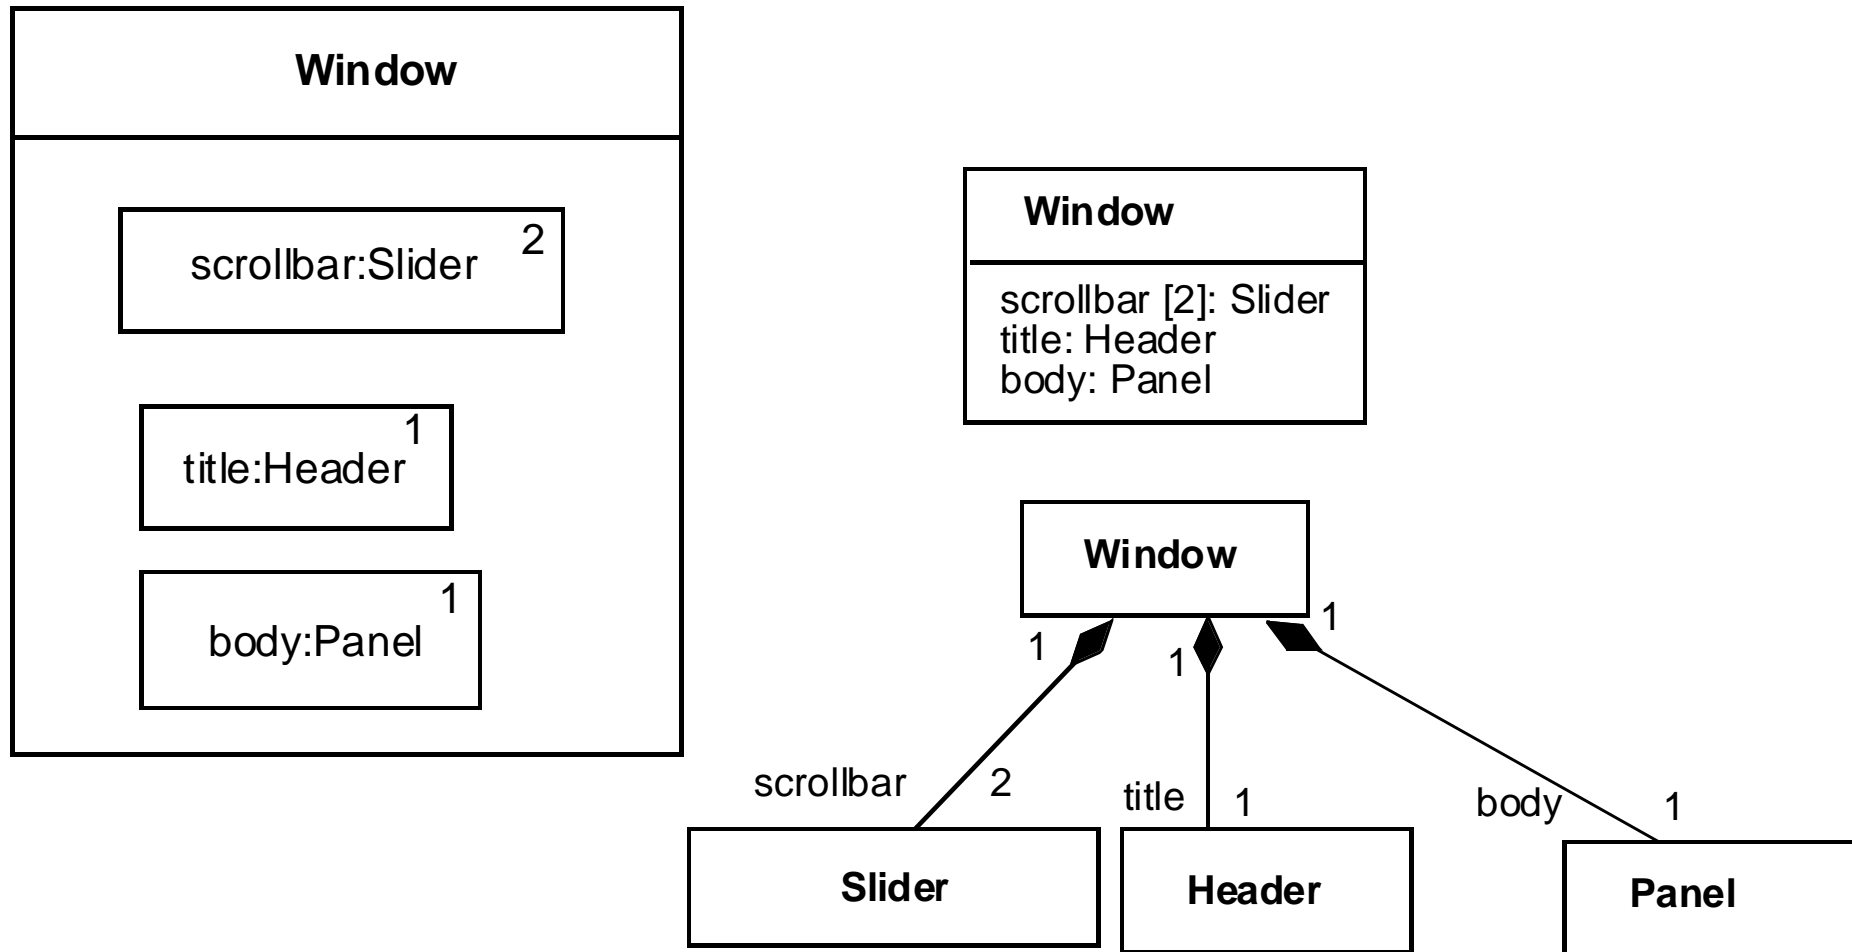 Window
scrollbar:Slider
2
title:Header
1
body:Panel
1
Window
scrollbar [2]: Slider
title: Header
body: Panel
Window
1
1
1
scrollbar
2
title
1
body
1
Slider
Header
Panel